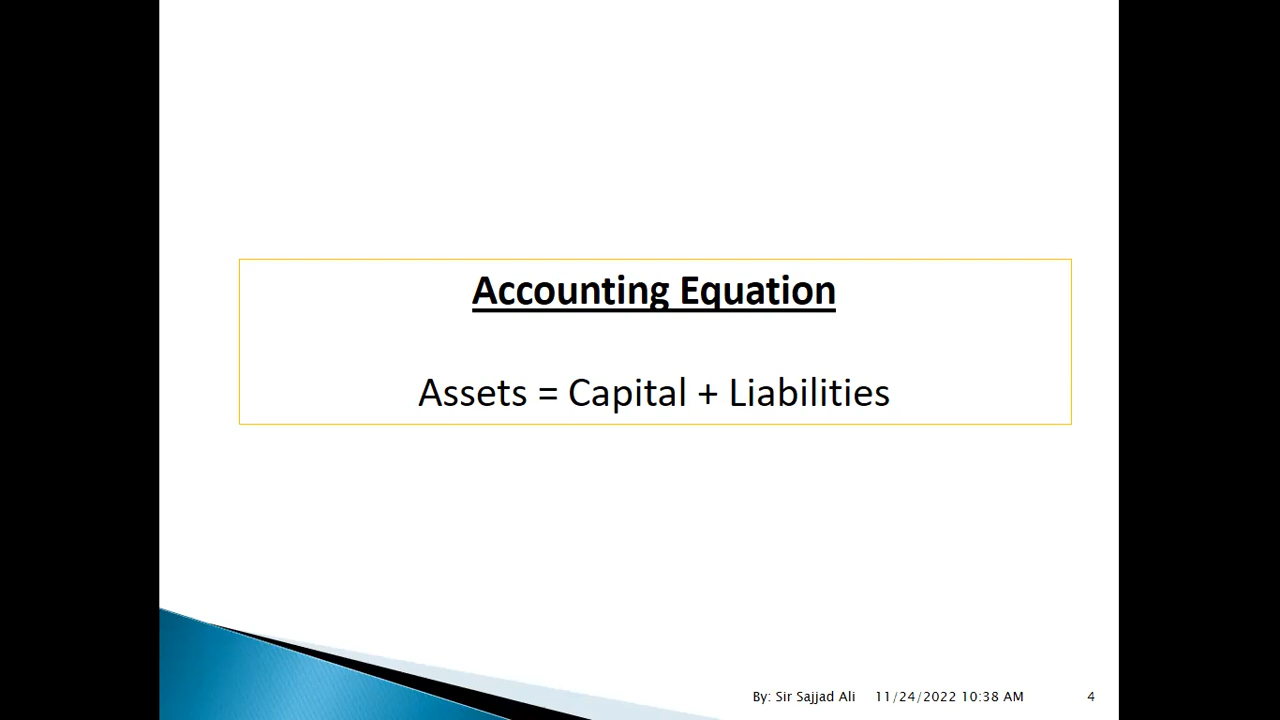 Accounting Equation
Assets = Capital + Liabilities
By: Sir Sajjad Ali 11/24/2022 10:38 AM 4